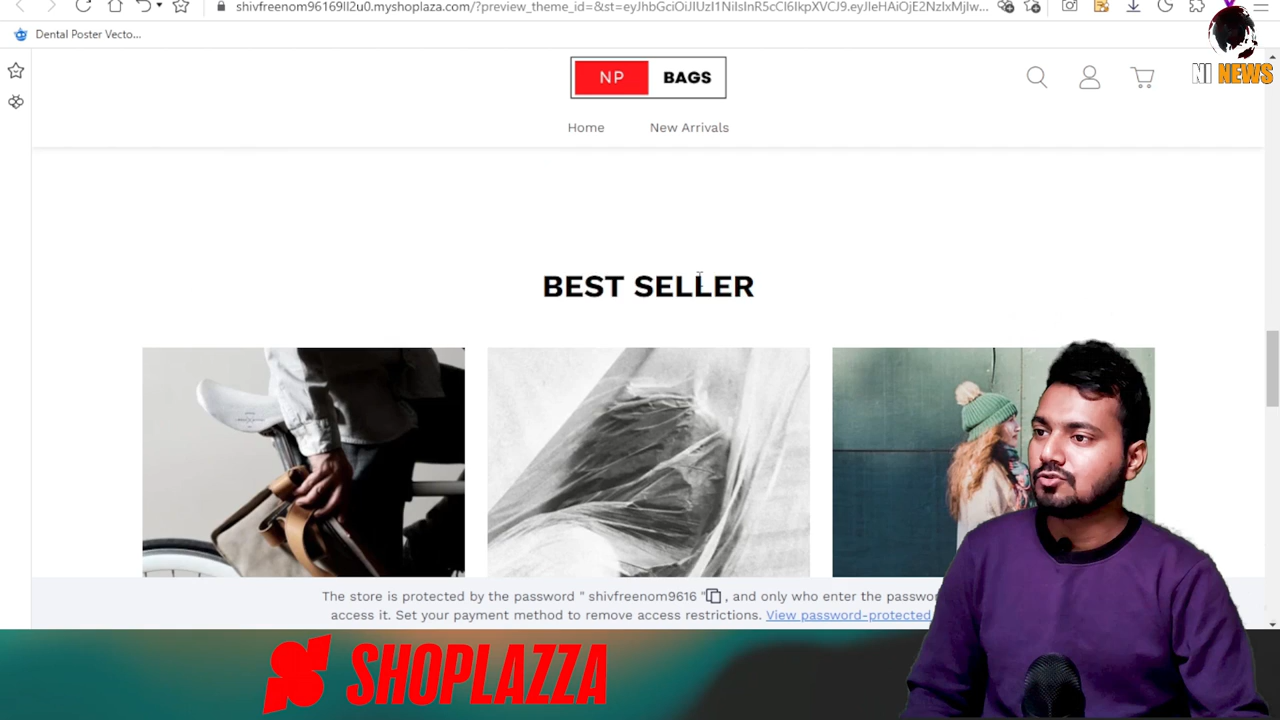 shivfreenom96169ll2u0.myshoplaza.com/?preview_theme_id=&st=eyJhbGciOiJIUzI1NiIsInR5cCI6IkpXVCJ9.eyJleHAiOjE2NzIxMjIw...
NI NEWS
Dental Poster Vecto...
NP BAGS
Home New Arrivals
BEST SELLER
The store is protected by the password " shivfreenom9616 " , and only who enter the passwor
access it. Set your payment method to remove access restrictions. View password-protected
SHOPLAZZA